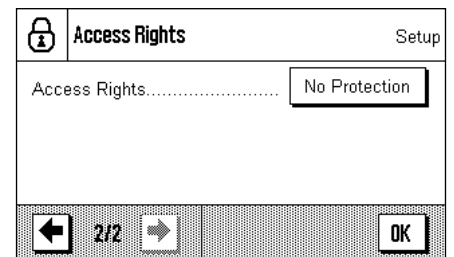 Access Rights Setup
Access Rights........................ No Protection
2/2 OK